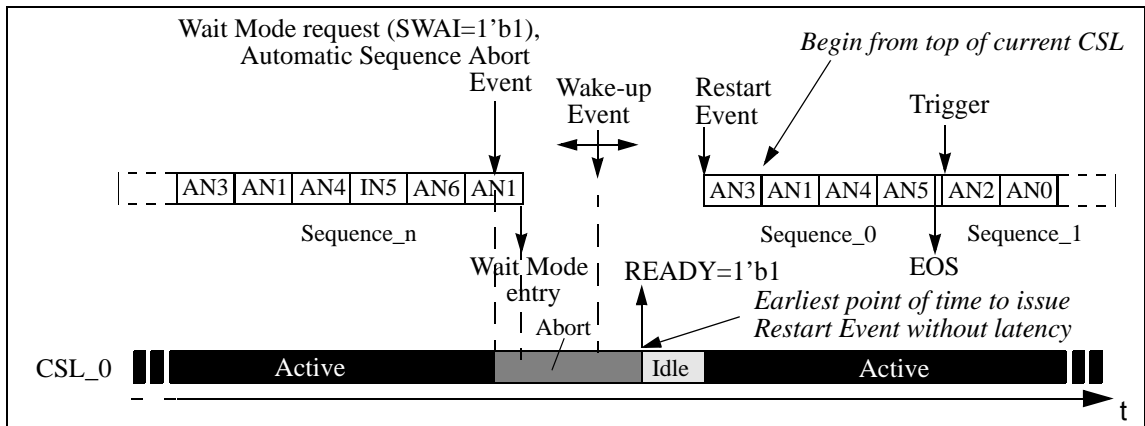 Wait Mode request (SWAI=1'b1),
Automatic Sequence Abort
Event
Begin from top of current CSL
Wake-up
Event
Restart
Event
Trigger
AN3 AN1 AN4 IN5 AN6 AN1
AN3 AN1 AN4 AN5 AN2 AN0
Sequence_n
Sequence_0
Sequence_1
Wait Mode
entry
READY=1'b1
EOS
Earliest point of time to issue
Restart Event without latency
Abort
CSL_0
Active
Idle
Active
t